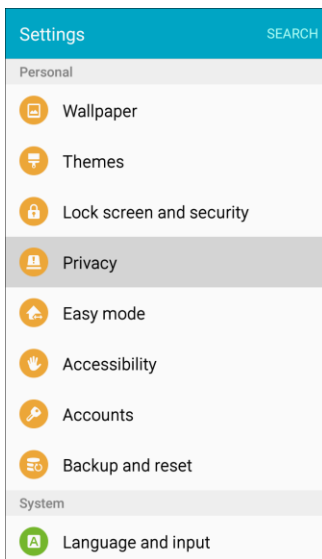 Settings SEARCH
Personal
Wallpaper
Themes
Lock screen and security
Privacy
Easy mode
Accessibility
Accounts
Backup and reset
System
A Language and input